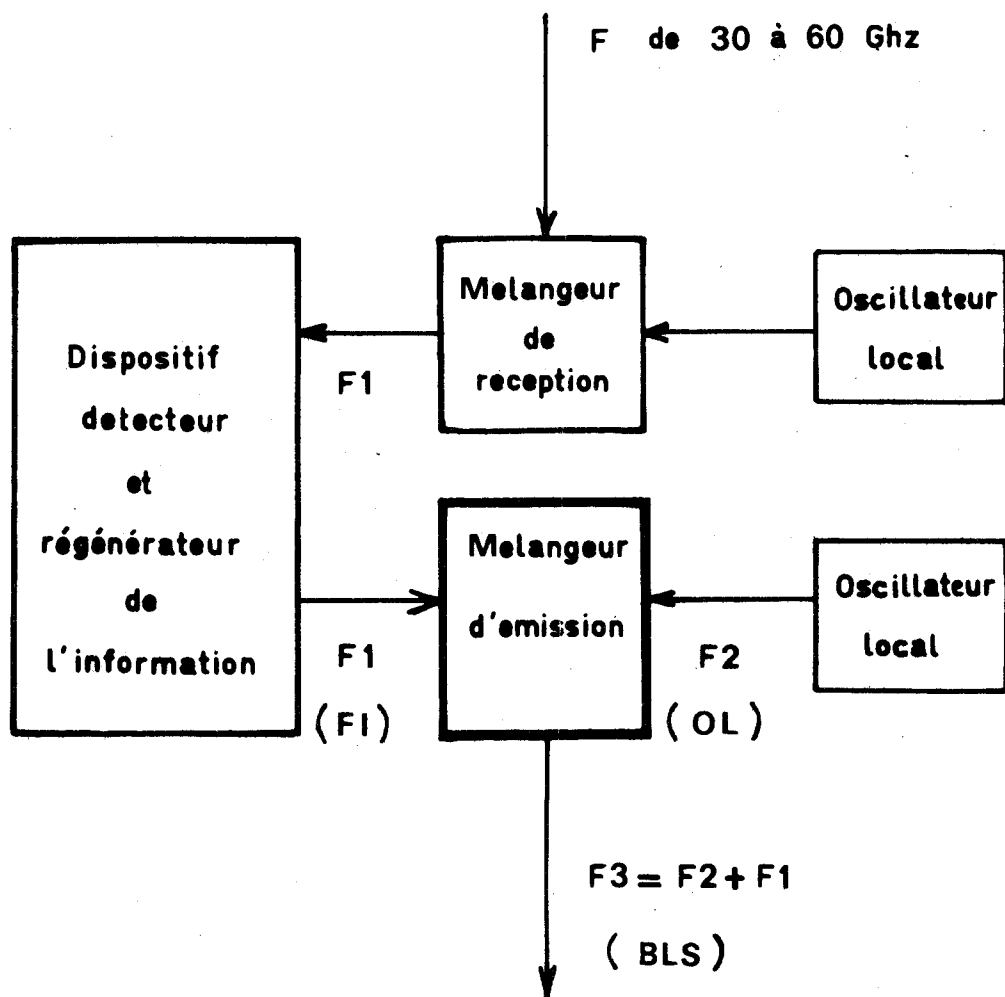 F de 30 à 60 Ghz
Melangeur
de
reception
Oscillateur
local
F1
Dispositif
detecteur
et
régénérateur
de
l'information
Melangeur
d'emission
Oscillateur
local
F1
(FI)
F2
(OL)
F3 = F2 + F1
(BLS)